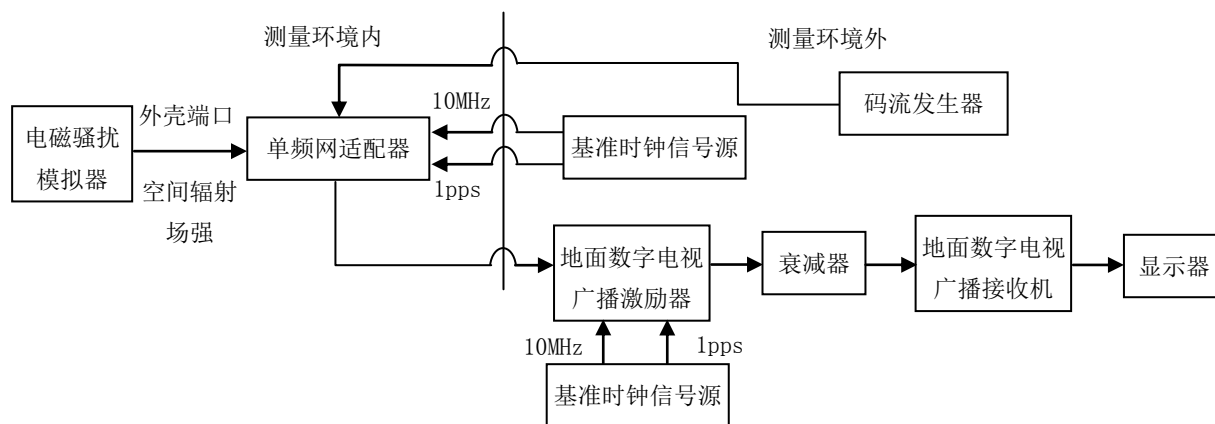 测量环境内
测量环境外
电磁骚扰
模拟器
外壳端口
空间辐射
场强
单频网适配器
10MHz
1pps
基准时钟信号源
码流发生器
地面数字电视
广播激励器
衰减器
地面数字电视
广播接收机
显示器
10MHz
1pps
基准时钟信号源